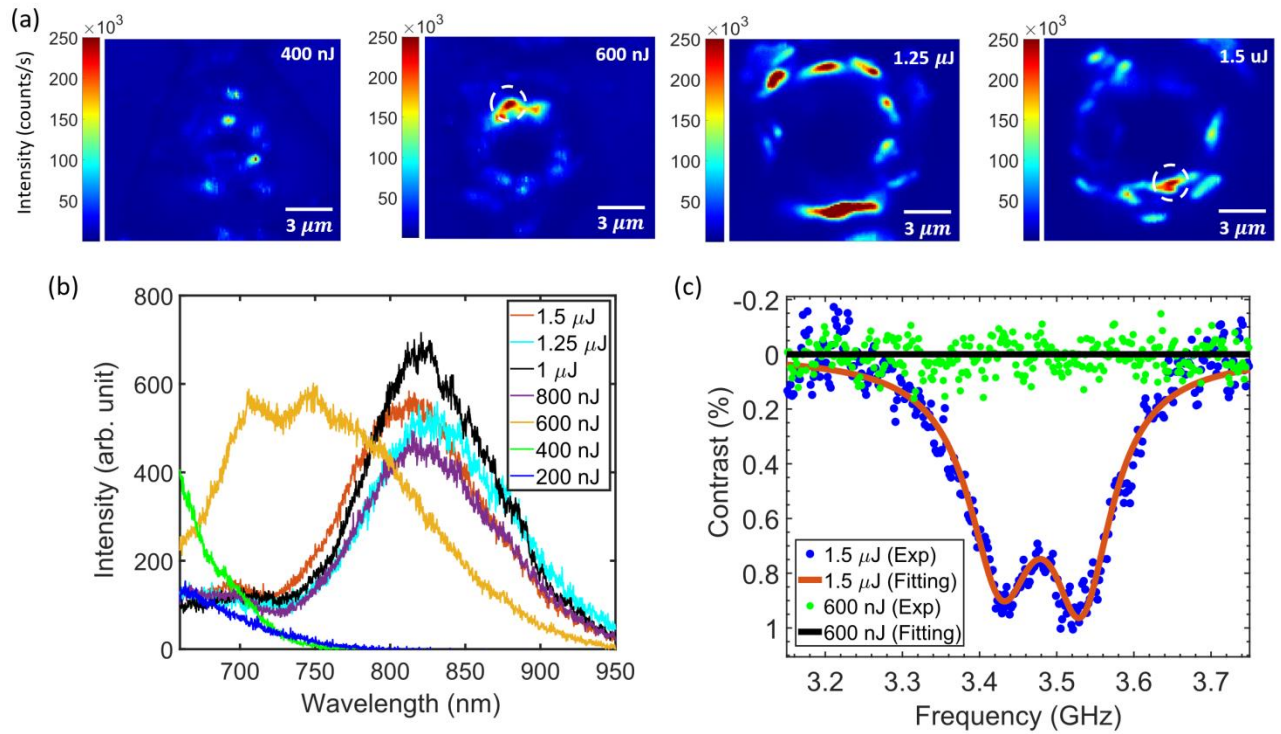 (a)
×10³
250
200
150
100
50
Intensity (counts/s)
400 nJ
3 μm
×10³
250
200
150
100
50
600 nJ
3 μm
×10³
250
200
150
100
50
1.25 μJ
3 μm
×10³
250
200
150
100
50
1.5 uJ
3 μm
(b)
800
600
400
200
0
Intensity (arb. unit)
1.5 μJ
1.25 μJ
1 μJ
800 nJ
600 nJ
400 nJ
200 nJ
700 750 800 850 900 950
Wavelength (nm)
(c)
-0.2
0
0.2
0.4
0.6
0.8
1
Contrast (%)
1.5 μJ (Exp)
1.5 μJ (Fitting)
600 nJ (Exp)
600 nJ (Fitting)
3.2 3.3 3.4 3.5 3.6 3.7
Frequency (GHz)